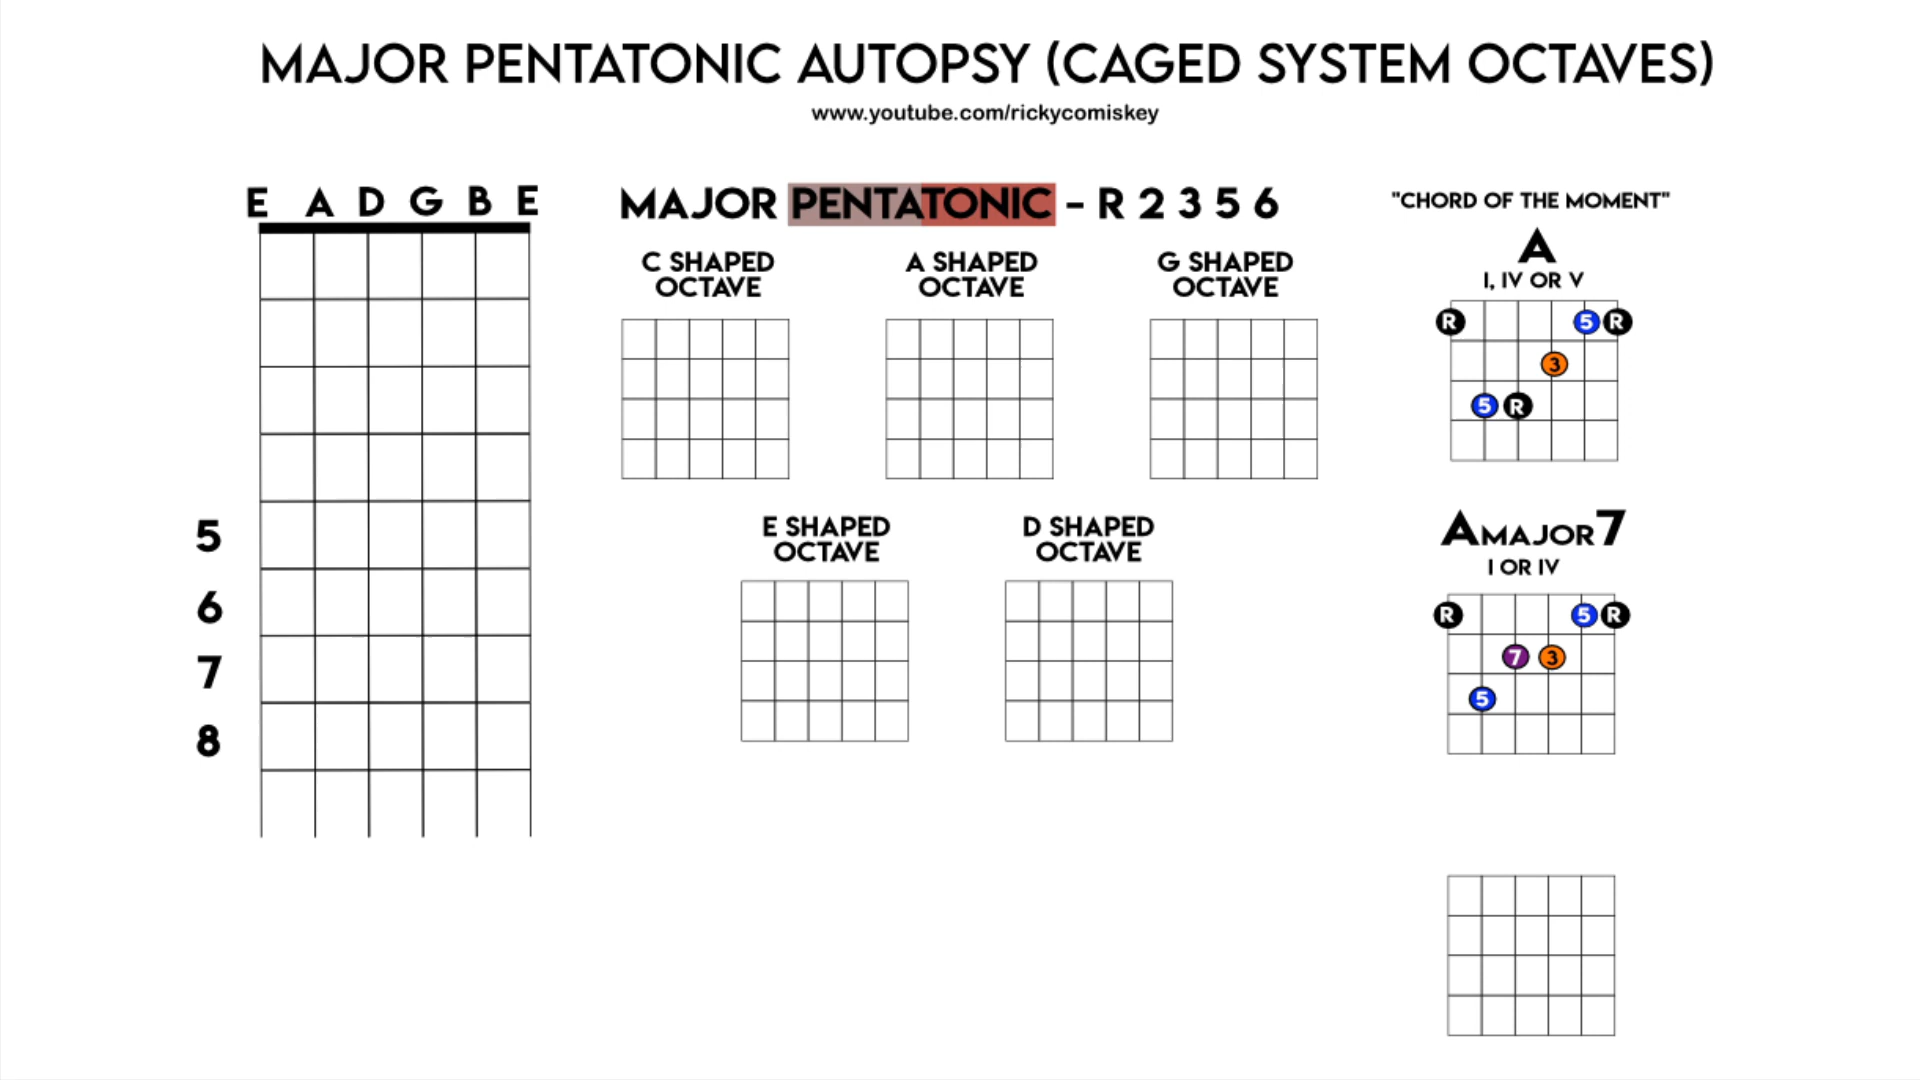 MAJOR PENTATONIC AUTOPSY (CAGED SYSTEM OCTAVES)
www.youtube.com/rickycomiskey
E A D G B E
5
6
7
8
MAJOR PENTATONIC - R 2 3 5 6
C SHAPED
OCTAVE
A SHAPED
OCTAVE
G SHAPED
OCTAVE
E SHAPED
OCTAVE
D SHAPED
OCTAVE
"CHORD OF THE MOMENT"
A
I, IV OR V
R 5 R
3
5 R
AMAJOR7
I OR IV
R 5 R
7 3
5